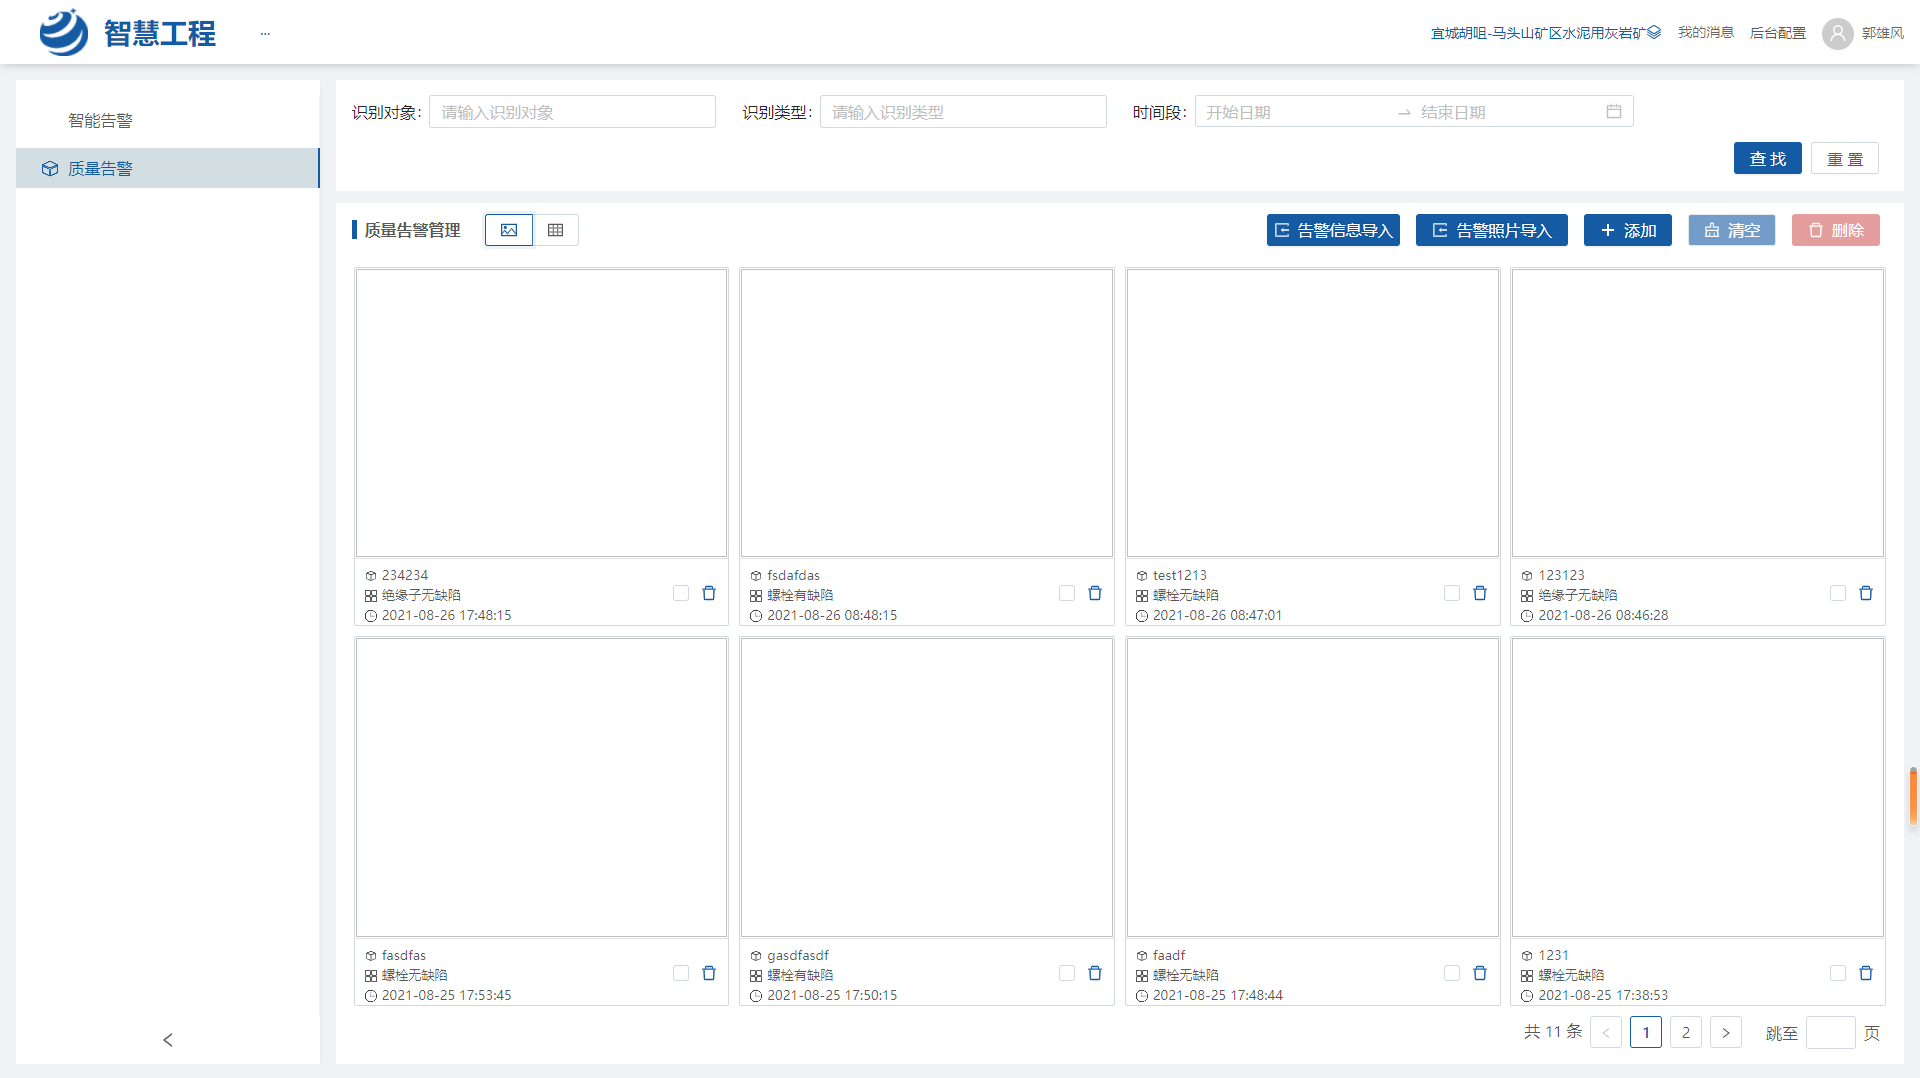 智慧工程
...
宜城胡咀-马头山矿区水泥用灰岩矿
我的消息
后台配置
郭雄风
智能告警
质量告警
识别对象:
请输入识别对象
识别类型:
请输入识别类型
时间段:
开始日期
结束日期
查 找
重 置
质量告警管理
告警信息导入
告警照片导入
添加
清空
删除
234234
绝缘子无缺陷
2021-08-26 17:48:15
fsdafdas
螺栓有缺陷
2021-08-26 08:48:15
test1213
螺栓无缺陷
2021-08-26 08:47:01
123123
绝缘子无缺陷
2021-08-26 08:46:28
fasdfas
螺栓无缺陷
2021-08-25 17:53:45
gasdfasdf
螺栓有缺陷
2021-08-25 17:50:15
faadf
螺栓无缺陷
2021-08-25 17:48:44
1231
螺栓无缺陷
2021-08-25 17:38:53
共 11 条
1
2
跳至
页